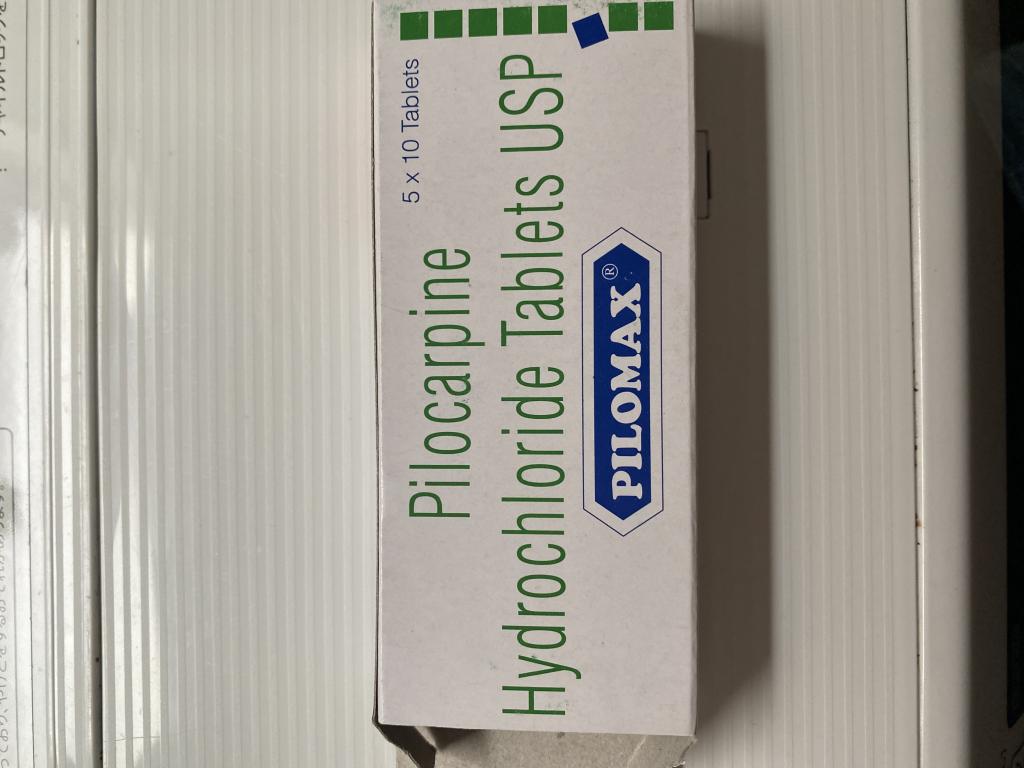 5 x 10 Tablets
Pilocarpine
Hydrochloride Tablets USP
PILOMAX®